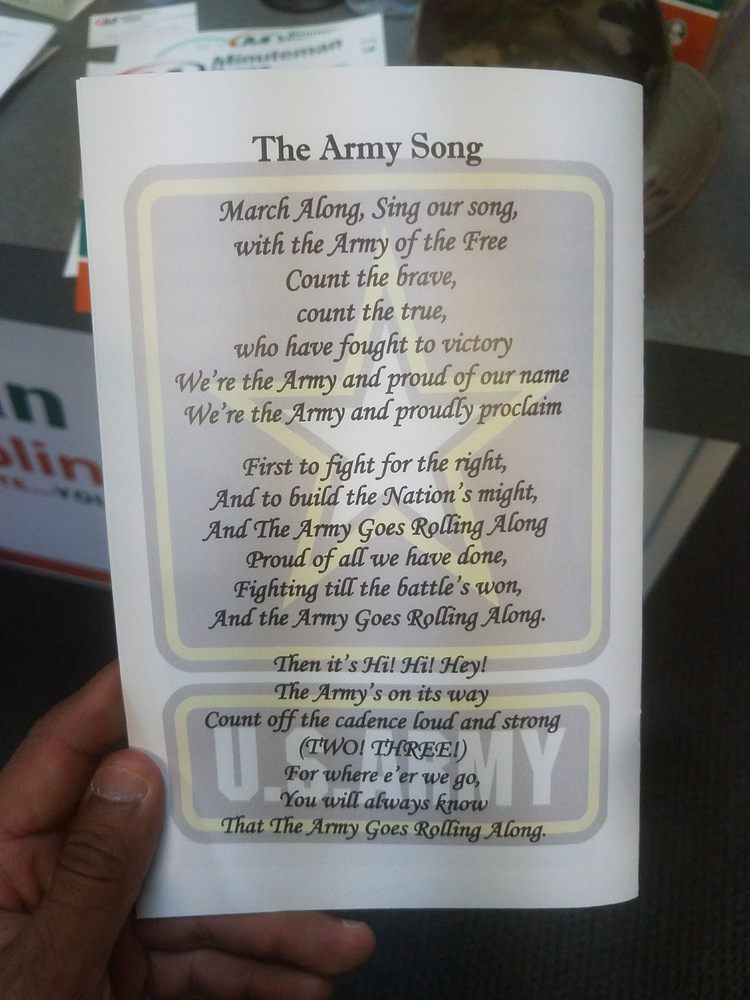 Minuteman
The Army Song
March Along, Sing our song,
with the Army of the Free
Count the brave,
count the true,
who have fought to victory
We're the Army and proud of our name
We're the Army and proudly proclaim
First to fight for the right,
And to build the Nation's might,
And The Army Goes Rolling Along
Proud of all we have done,
Fighting till the battle's won,
And the Army Goes Rolling Along.
Then it's Hi! Hi! Hey!
The Army's on its way
Count off the cadence loud and strong
(TWO! THREE!)
For where e'er we go,
You will always know
That The Army Goes Rolling Along.
U.S. ARMY